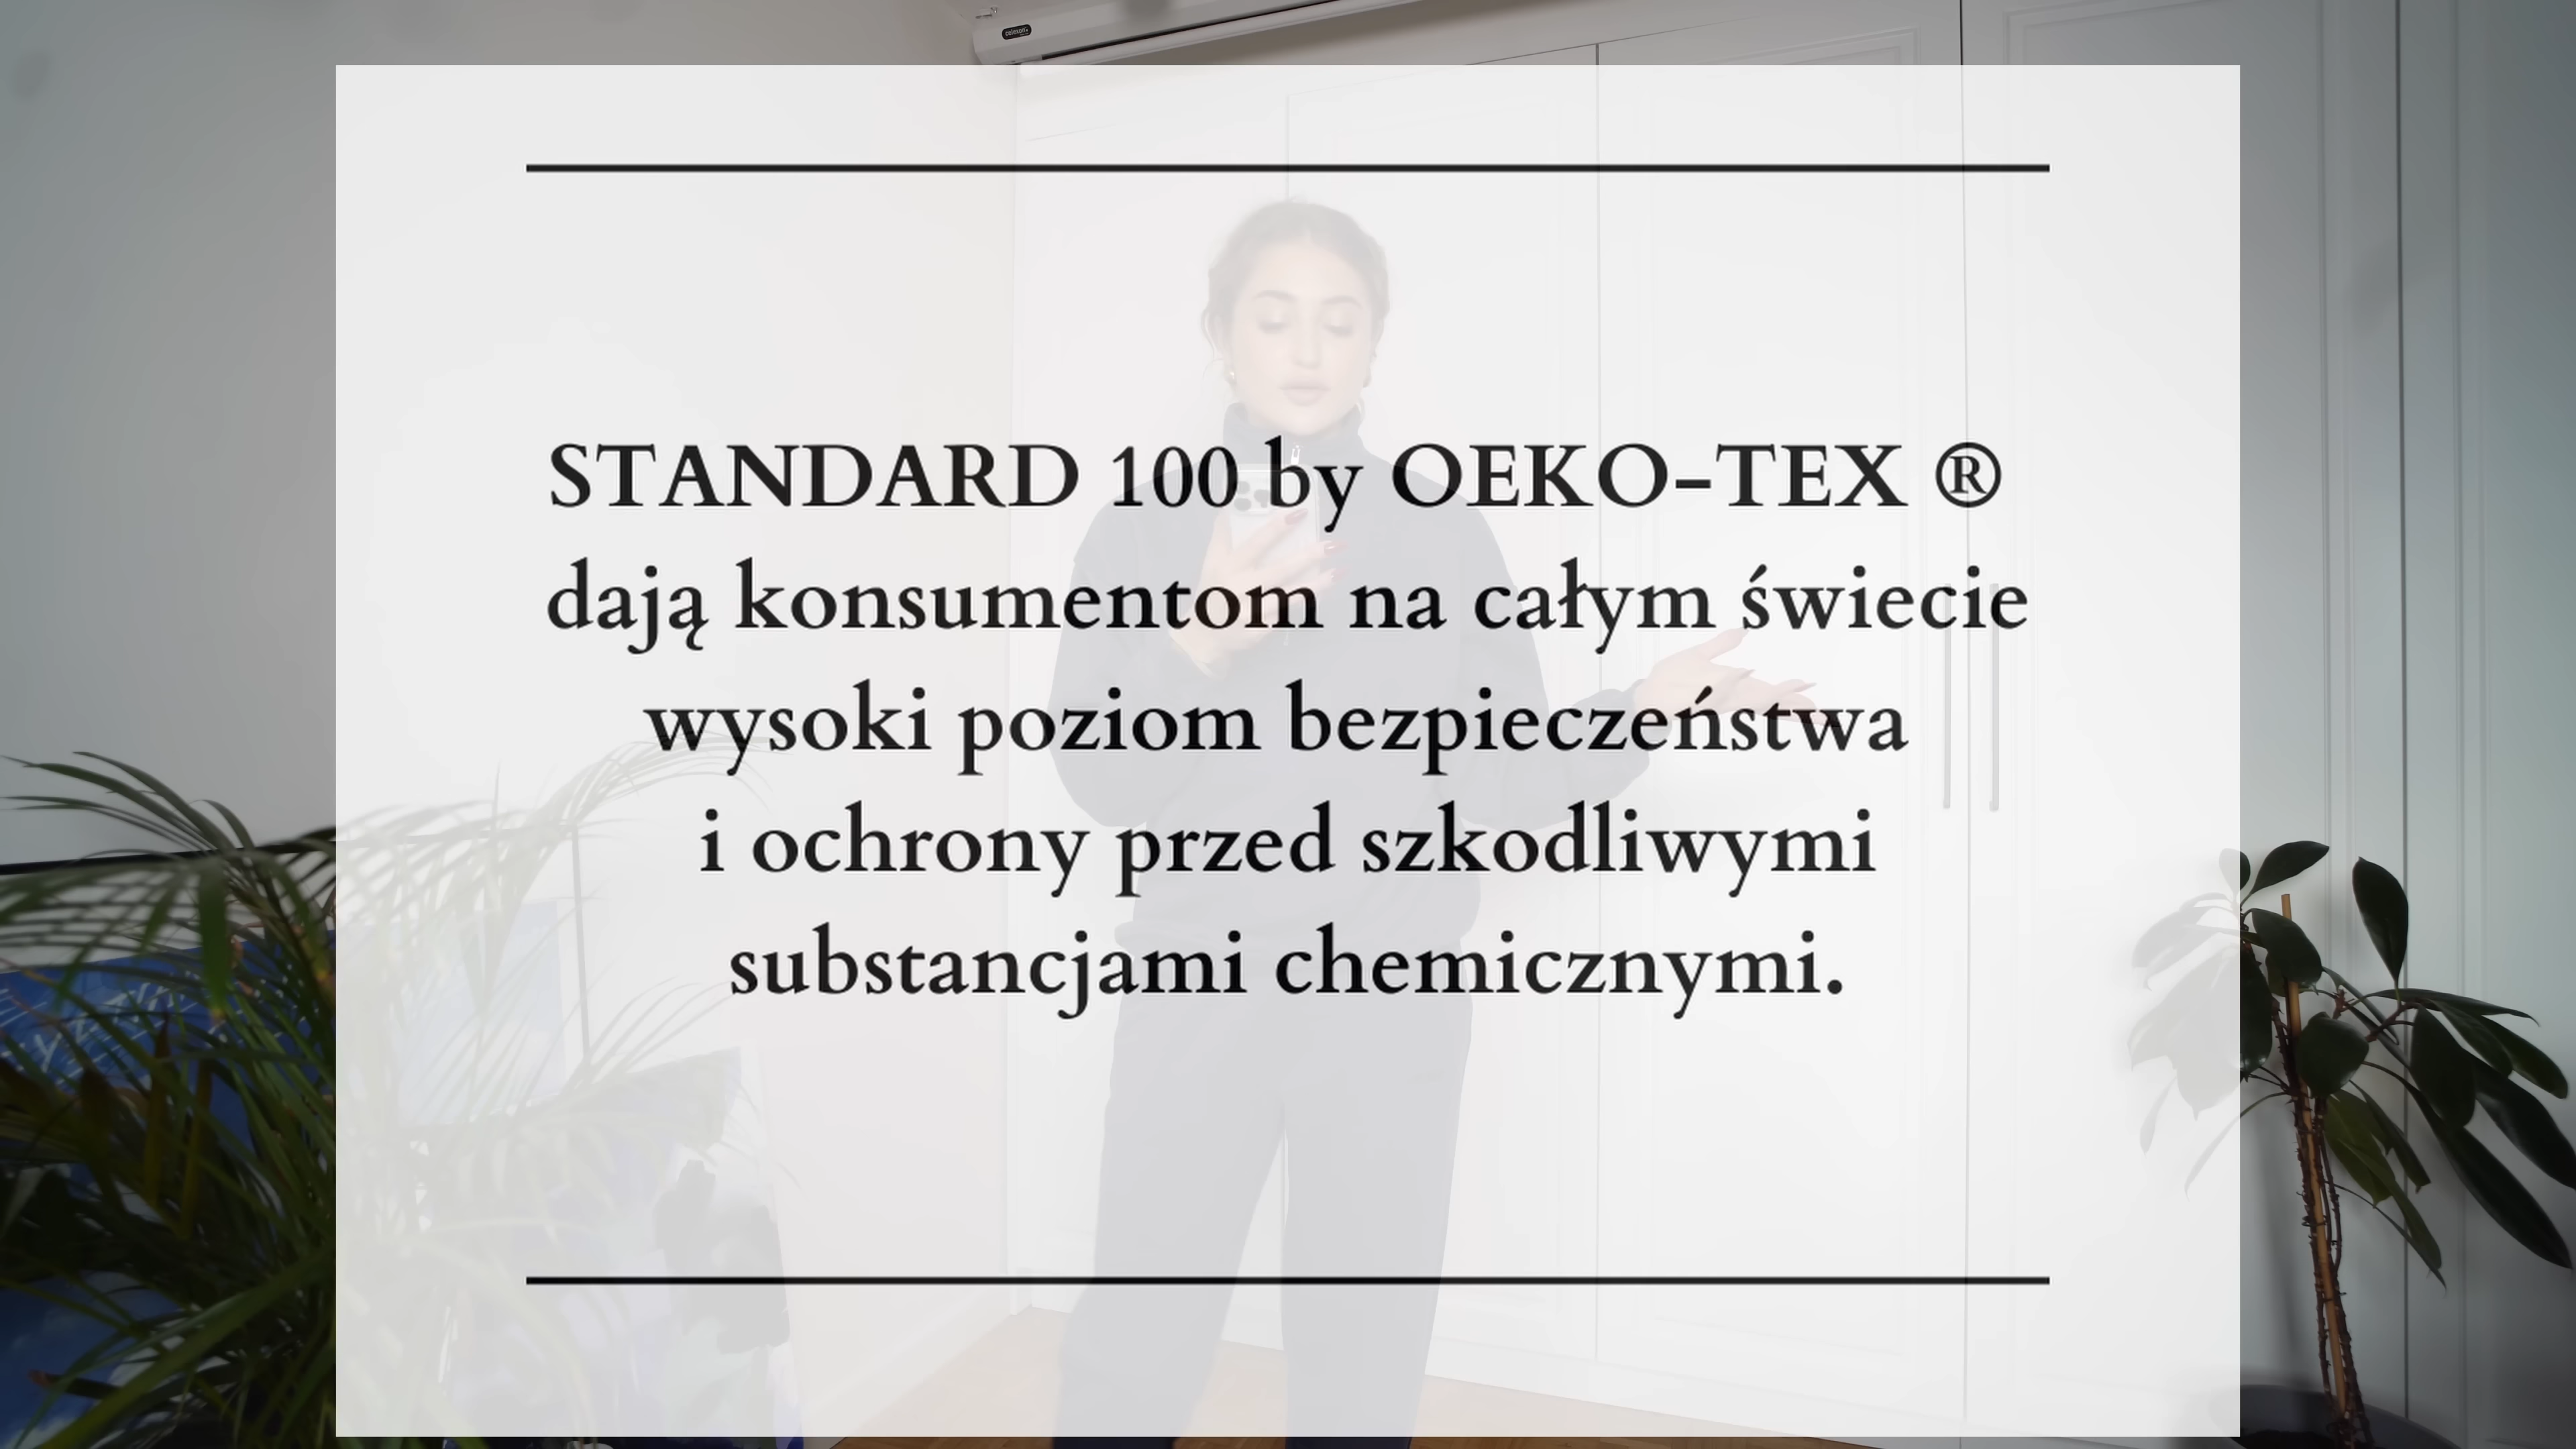 STANDARD 100 by OEKO-TEX ®
dają konsumentom na całym świecie
wysoki poziom bezpieczeństwa
i ochrony przed szkodliwymi
substancjami chemicznymi.